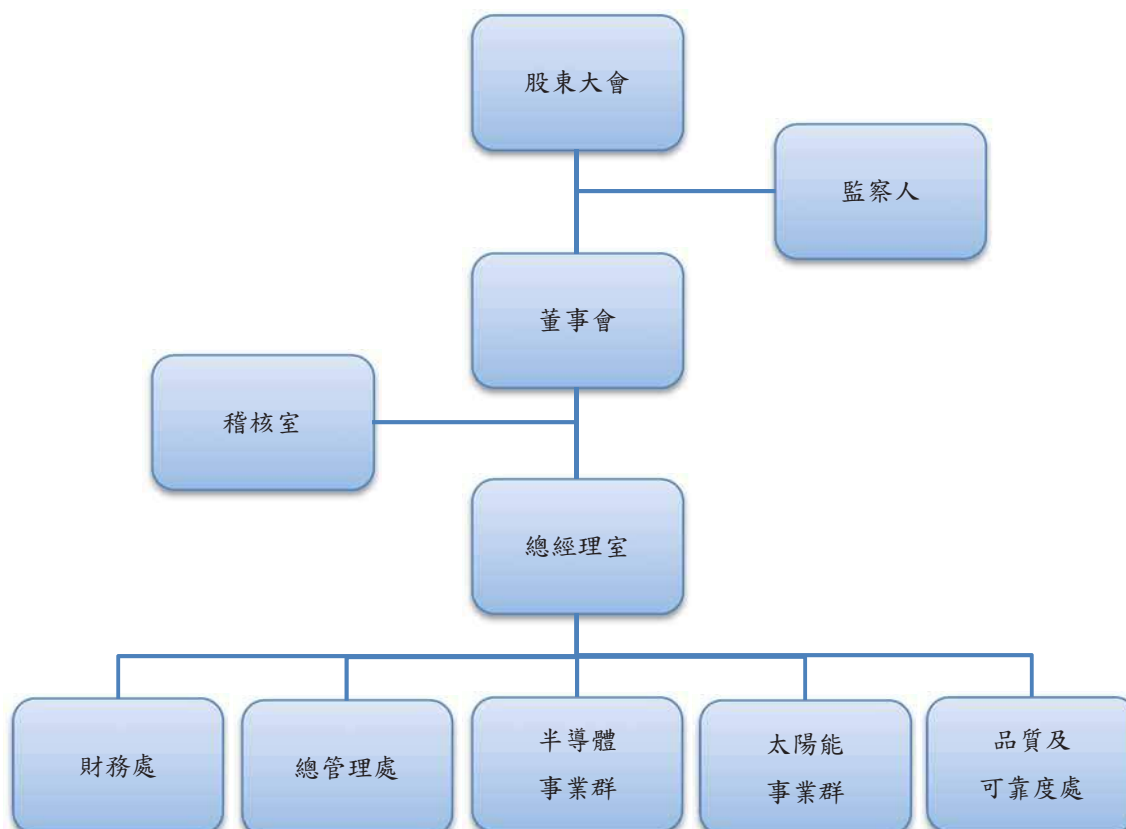 股東大會
監察人
董事會
稽核室
總經理室
財務處
總管理處
半導體
事業群
太陽能
事業群
品質及
可靠度處